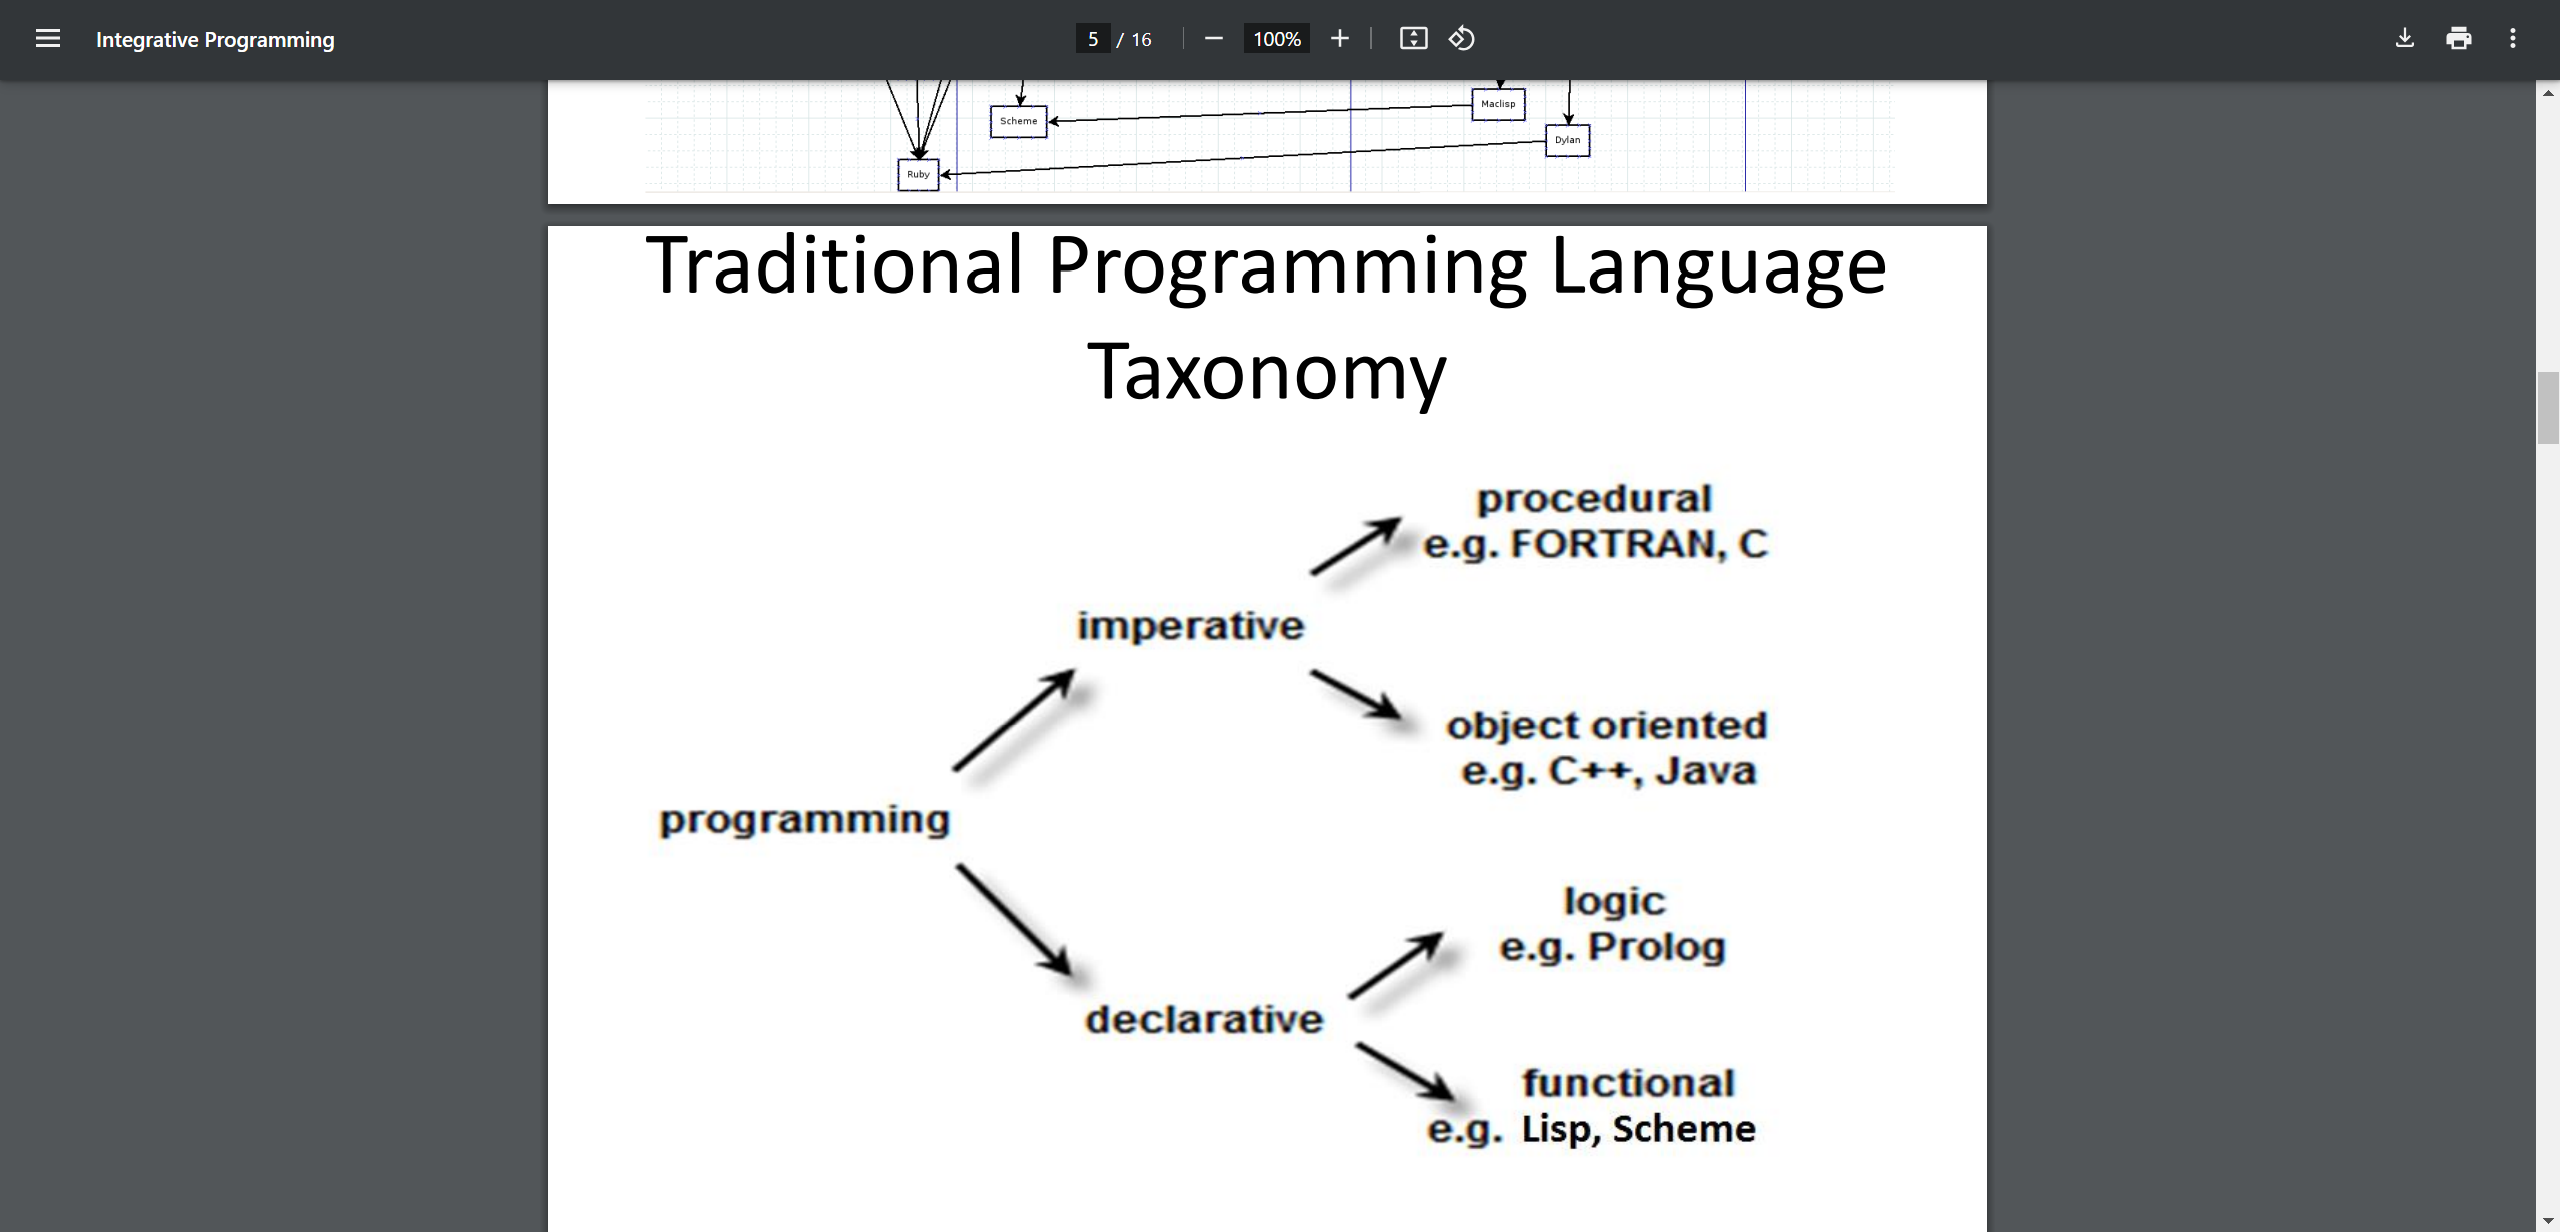 Integrative Programming
5 / 16
100%
Maclisp
Scheme
Dylan
Ruby
Traditional Programming Language
Taxonomy
procedural
e.g. FORTRAN, C
imperative
object oriented
e.g. C++, Java
programming
logic
e.g. Prolog
declarative
functional
e.g. Lisp, Scheme